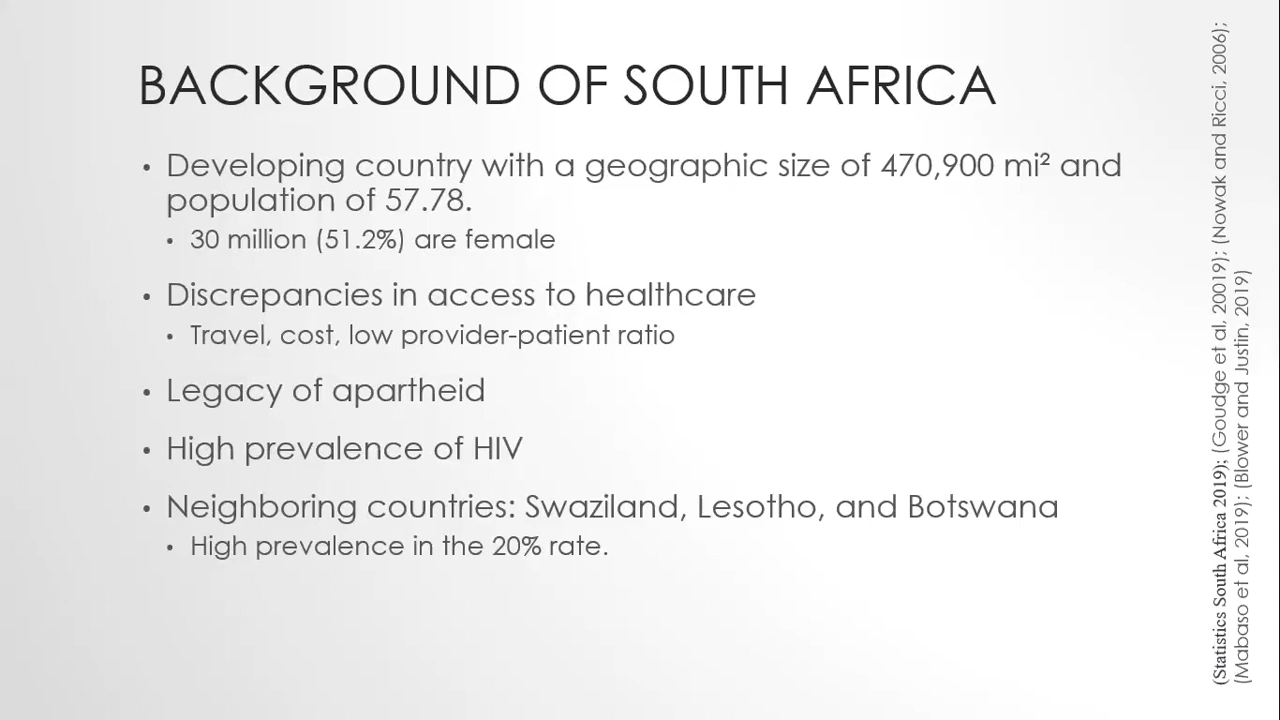 BACKGROUND OF SOUTH AFRICA
• Developing country with a geographic size of 470,900 mi² and
population of 57.78.
• 30 million (51.2%) are female
• Discrepancies in access to healthcare
• Travel, cost, low provider-patient ratio
• Legacy of apartheid
• High prevalence of HIV
• Neighboring countries: Swaziland, Lesotho, and Botswana
• High prevalence in the 20% rate.
(Statistics South Africa 2019); (Goudge et al, 20019); (Nowak and Ricci, 2006);
(Mabaso et al, 2019); (Blower and Justin, 2019)